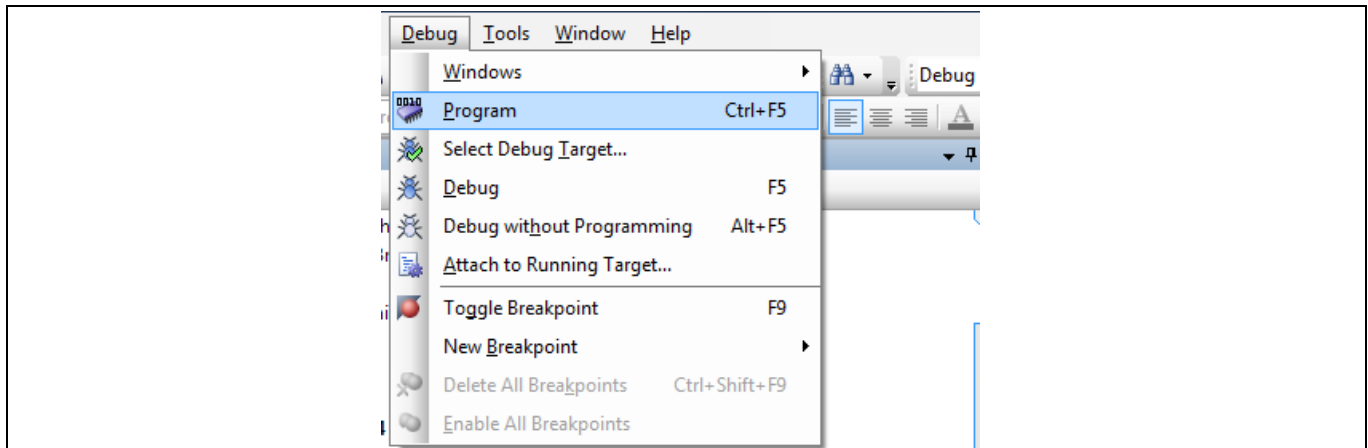 Debug Tools Window Help
Windows
Debug
Program Ctrl+F5
Select Debug Target...
Debug F5
Debug without Programming Alt+F5
Attach to Running Target...
Toggle Breakpoint F9
New Breakpoint
Delete All Breakpoints Ctrl+Shift+F9
Enable All Breakpoints